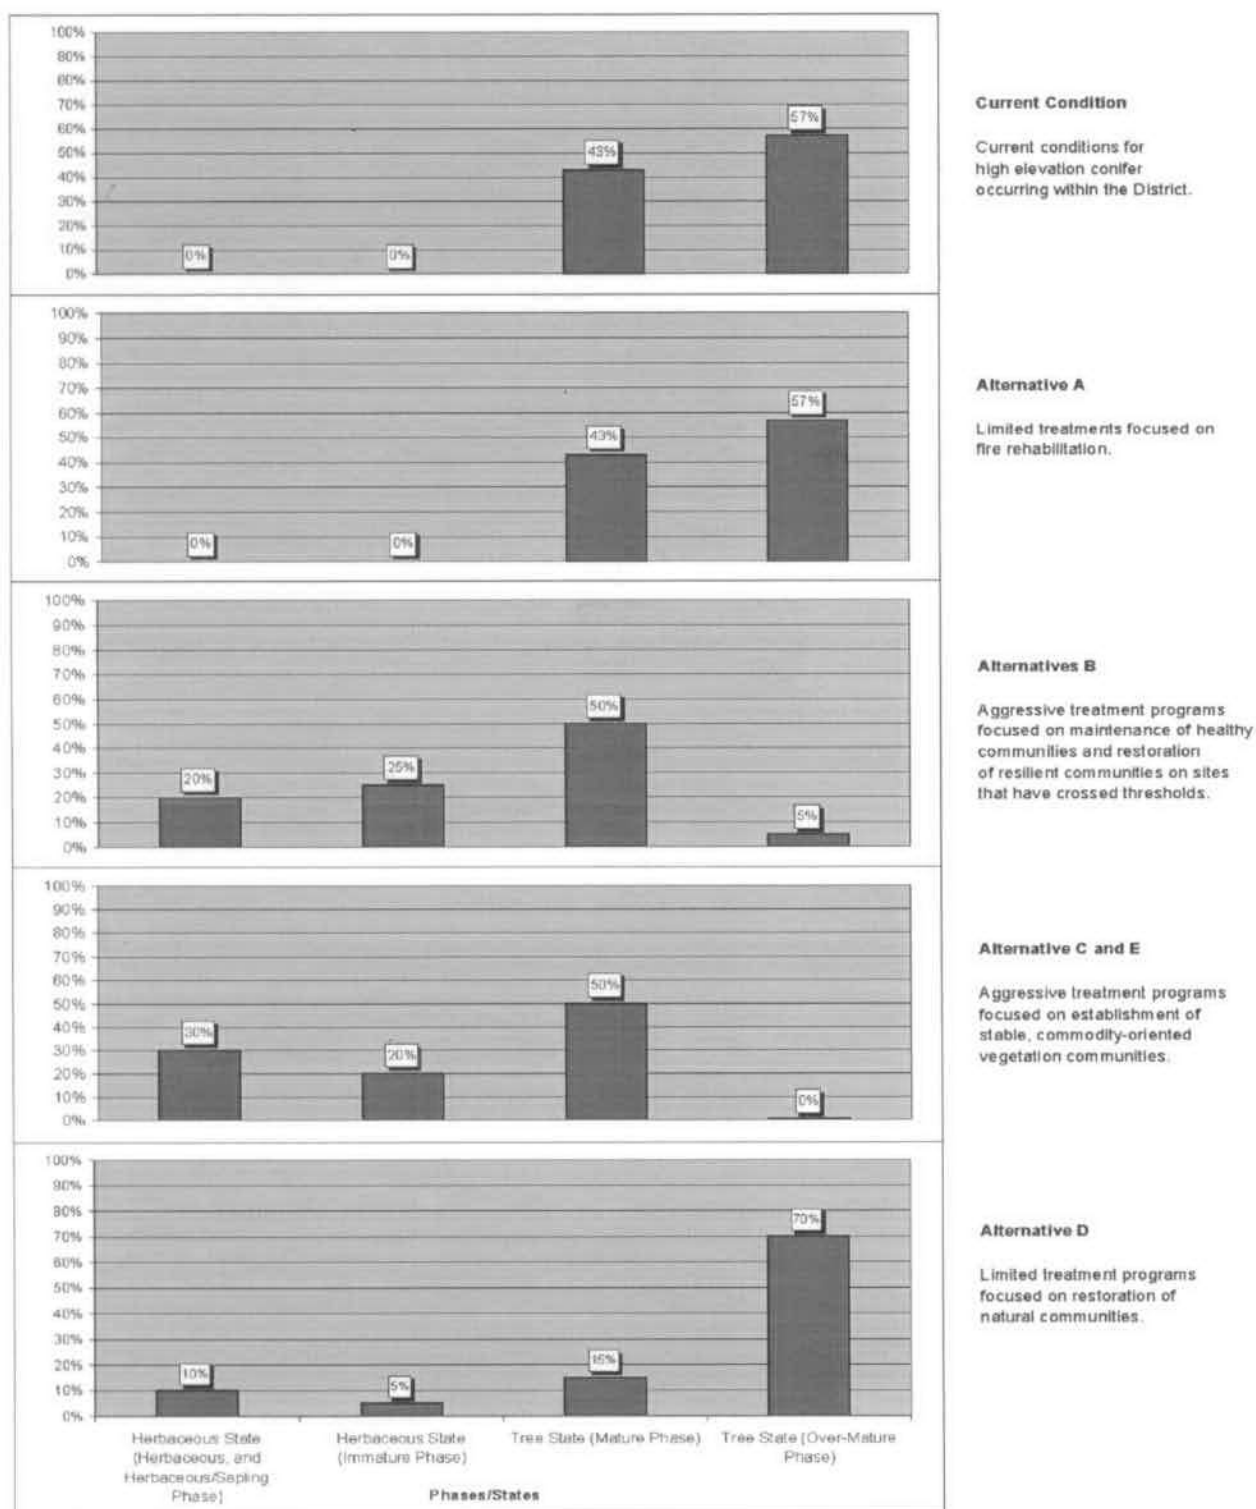 100%
90%
80%
70%
60%
50%
40%
30%
20%
10%
0%
0%
0%
43%
57%
Current Condition
Current conditions for
high elevation conifer
occurring within the District.
100%
90%
80%
70%
60%
50%
40%
30%
20%
10%
0%
0%
0%
43%
57%
Alternative A
Limited treatments focused on
fire rehabilitation.
100%
90%
80%
70%
60%
50%
40%
30%
20%
10%
0%
20%
25%
50%
5%
Alternatives B
Aggressive treatment programs
focused on maintenance of healthy
communities and restoration
of resilient communities on sites
that have crossed thresholds.
100%
90%
80%
70%
60%
50%
40%
30%
20%
10%
0%
30%
20%
50%
0%
Alternative C and E
Aggressive treatment programs
focused on establishment of
stable, commodity-oriented
vegetation communities.
100%
90%
80%
70%
60%
50%
40%
30%
20%
10%
0%
10%
5%
15%
70%
Alternative D
Limited treatment programs
focused on restoration of
natural communities.
Herbaceous State
(Herbaceous, and
Herbaceous/Sapling
Phase)
Herbaceous State
(Immature Phase)
Tree State (Mature Phase)
Tree State (Over-Mature
Phase)
Phases/States